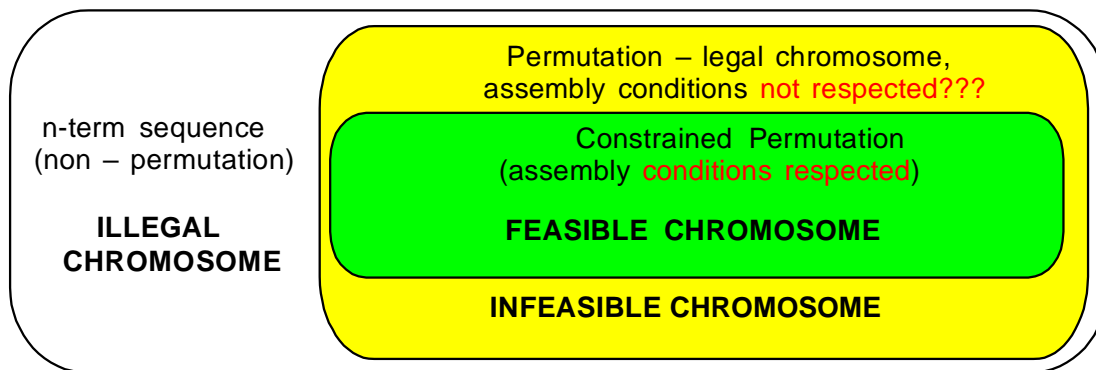 n-term sequence
(non – permutation)
ILLEGAL
CHROMOSOME
Permutation – legal chromosome,
assembly conditions not respected???
Constrained Permutation
(assembly conditions respected)
FEASIBLE CHROMOSOME
INFEASIBLE CHROMOSOME